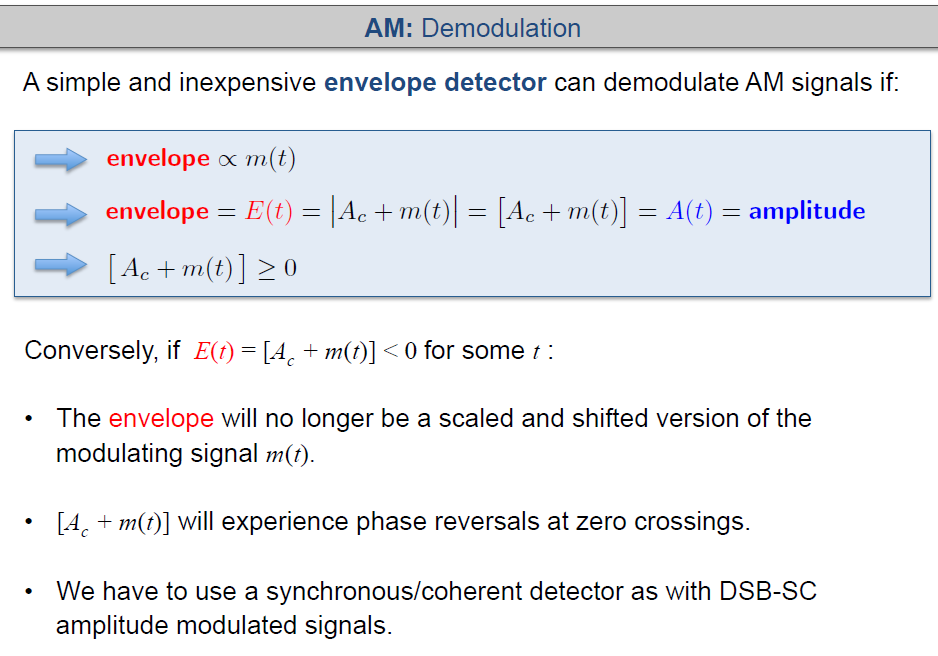 AM: Demodulation
A simple and inexpensive envelope detector can demodulate AM signals if:
envelope ∝ m(t)
envelope = E(t) = |A_c + m(t)| = [A_c + m(t)] = A(t) = amplitude
[ A_c + m(t) ] ≥ 0
Conversely, if E(t) = [A_c + m(t)] < 0 for some t :
• The envelope will no longer be a scaled and shifted version of the
modulating signal m(t).
• [A_c + m(t)] will experience phase reversals at zero crossings.
• We have to use a synchronous/coherent detector as with DSB-SC
amplitude modulated signals.